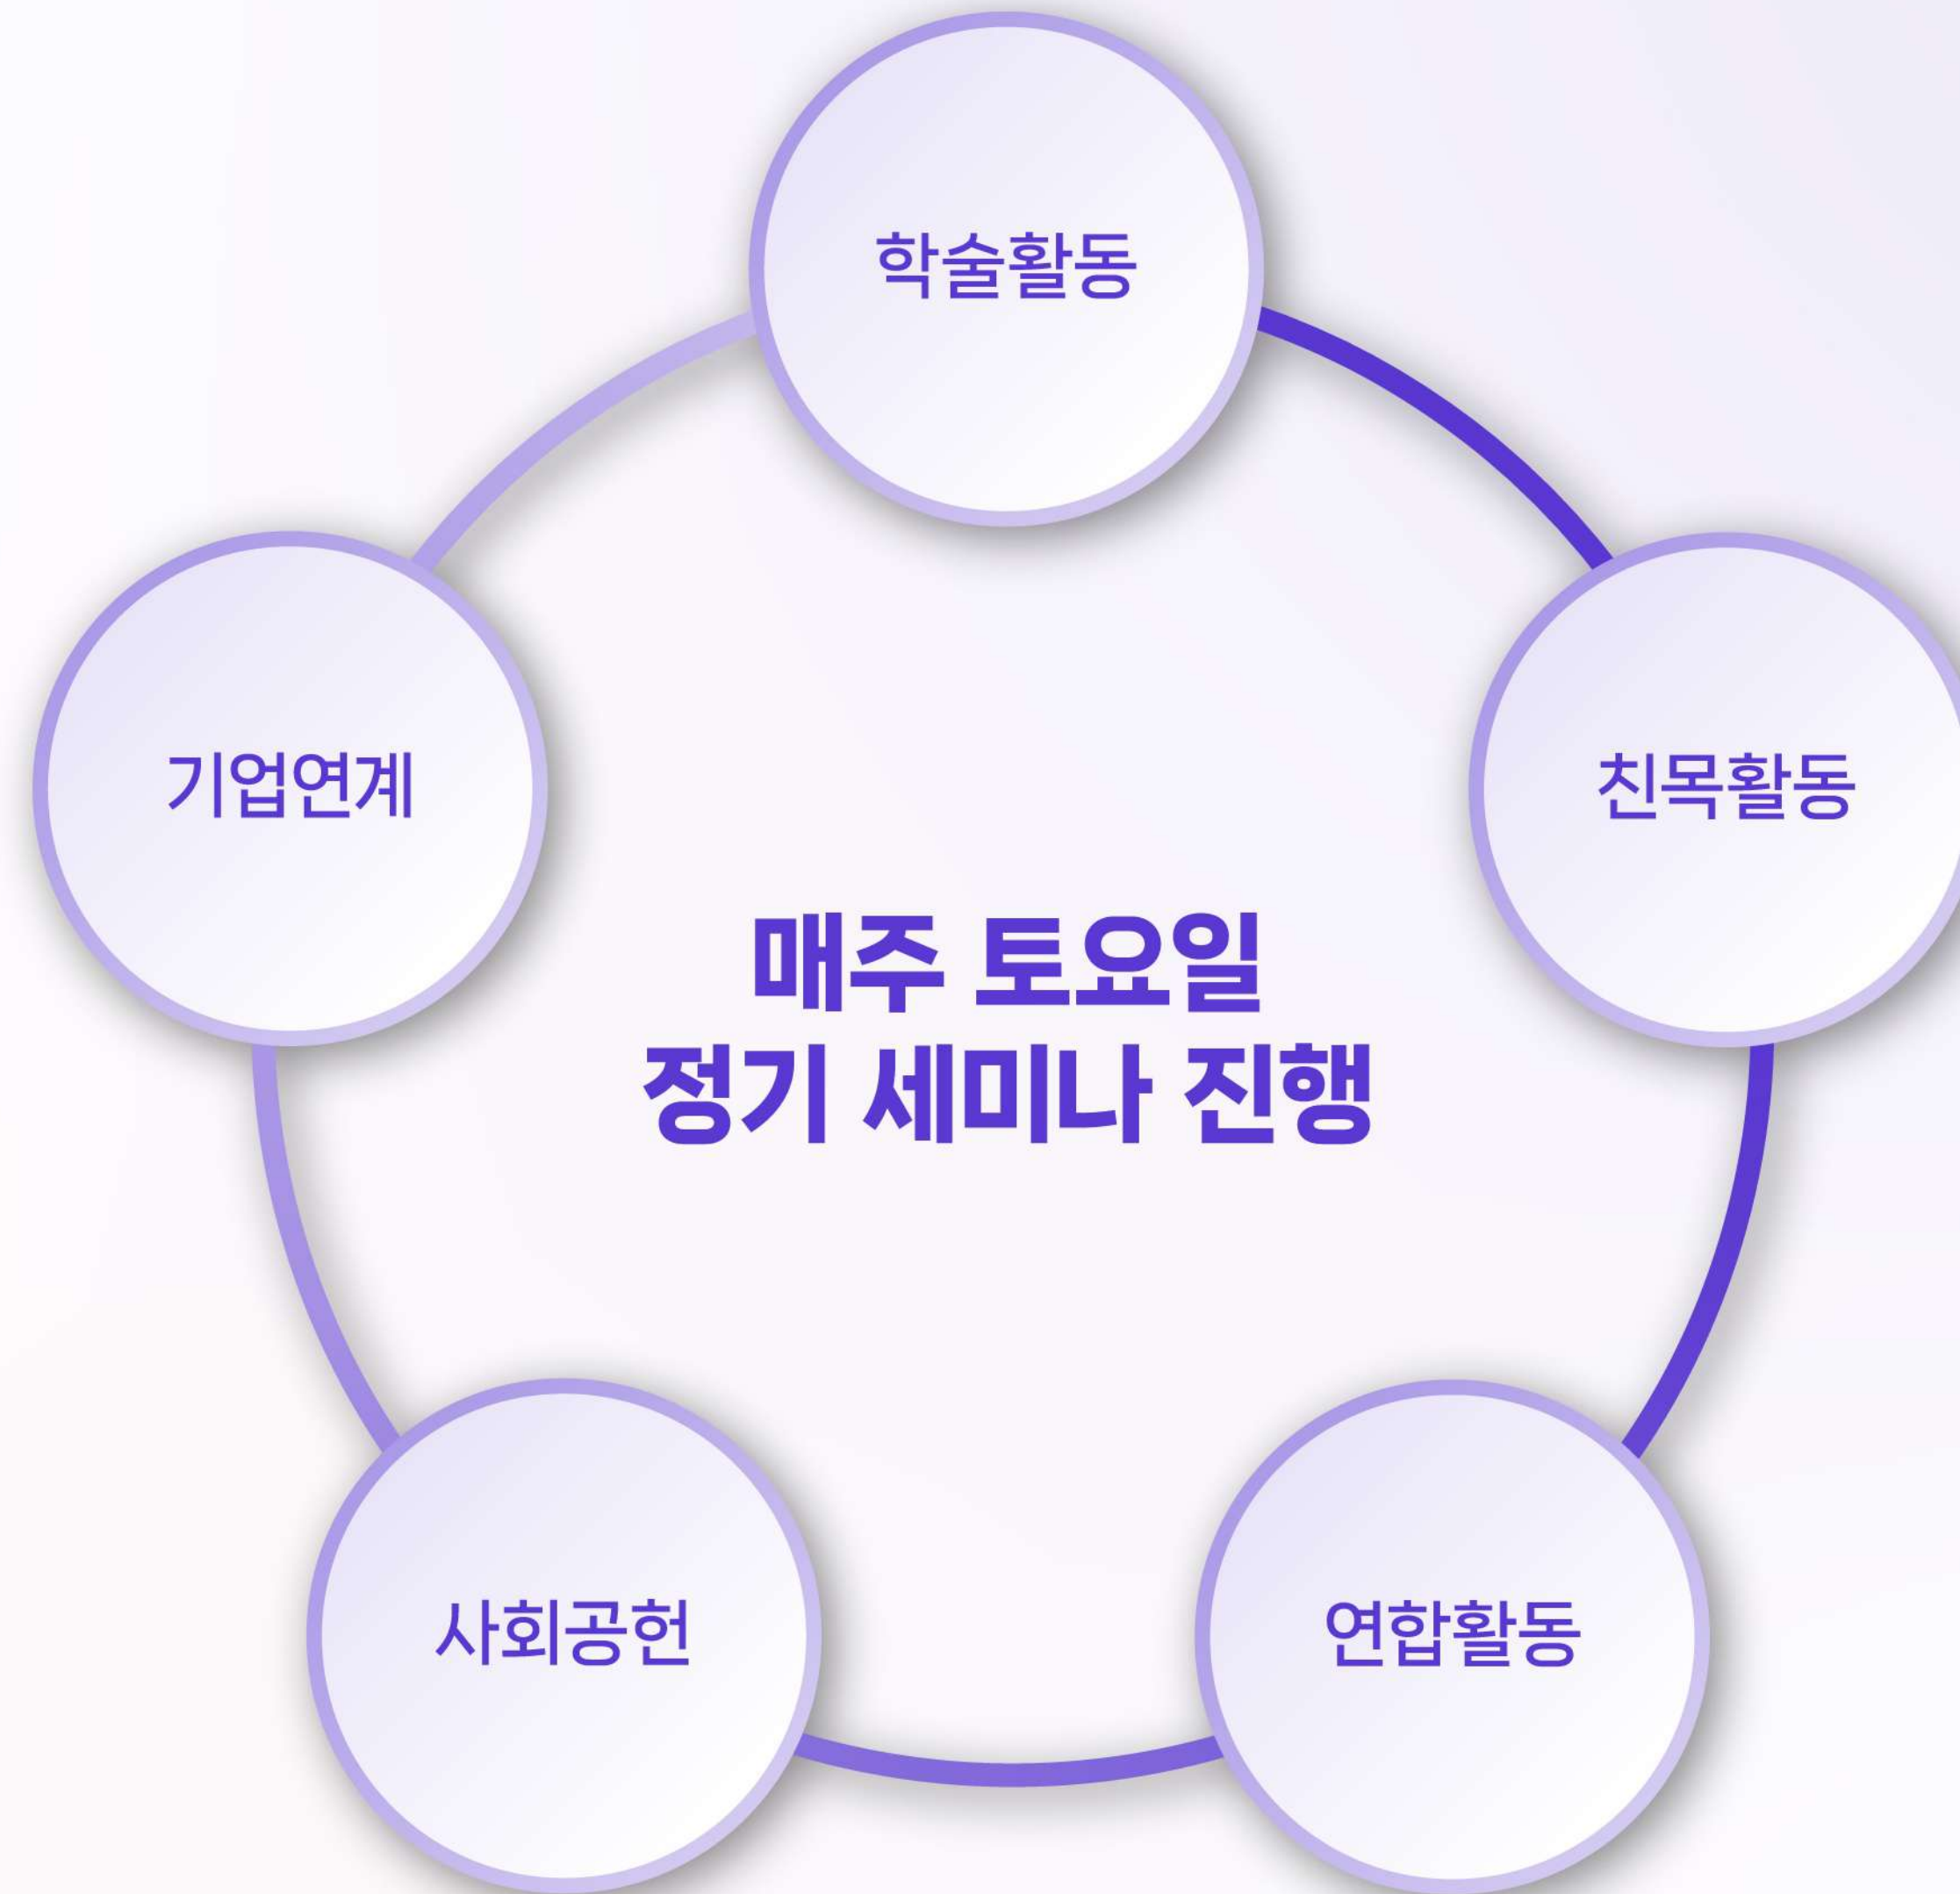 학술활동
기업연계
친목활동
매주 토요일
정기 세미나 진행
사회공헌
연합활동